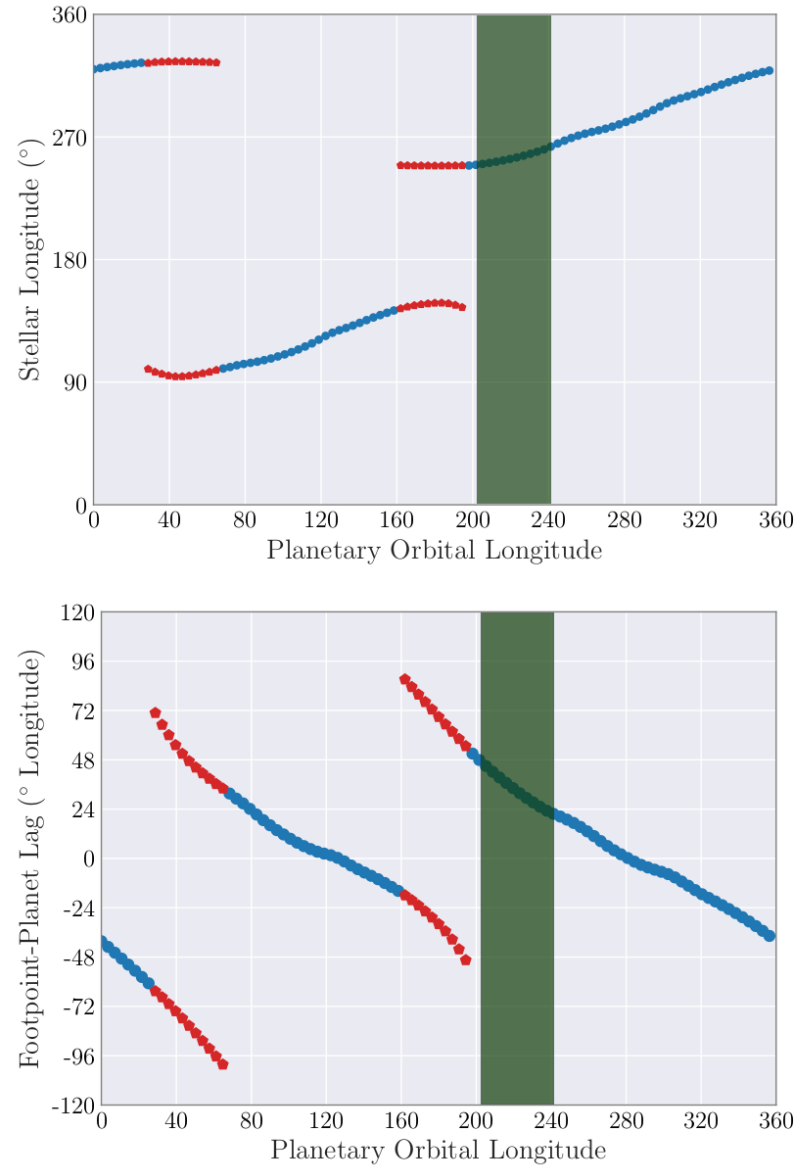 360
270
180
90
0
Stellar Longitude (°)
0 40 80 120 160 200 240 280 320 360
Planetary Orbital Longitude
120
96
72
48
24
0
-24
-48
-72
-96
-120
Footpoint-Planet Lag (° Longitude)
0 40 80 120 160 200 240 280 320 360
Planetary Orbital Longitude